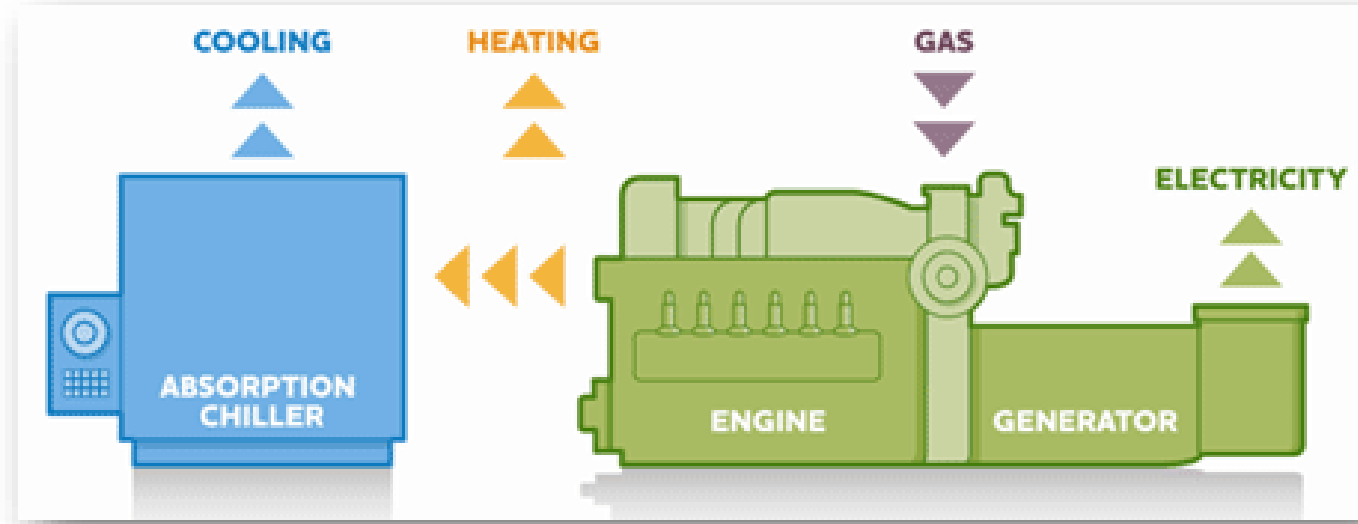 COOLING
HEATING
GAS
ELECTRICITY
ABSORPTION
CHILLER
ENGINE
GENERATOR